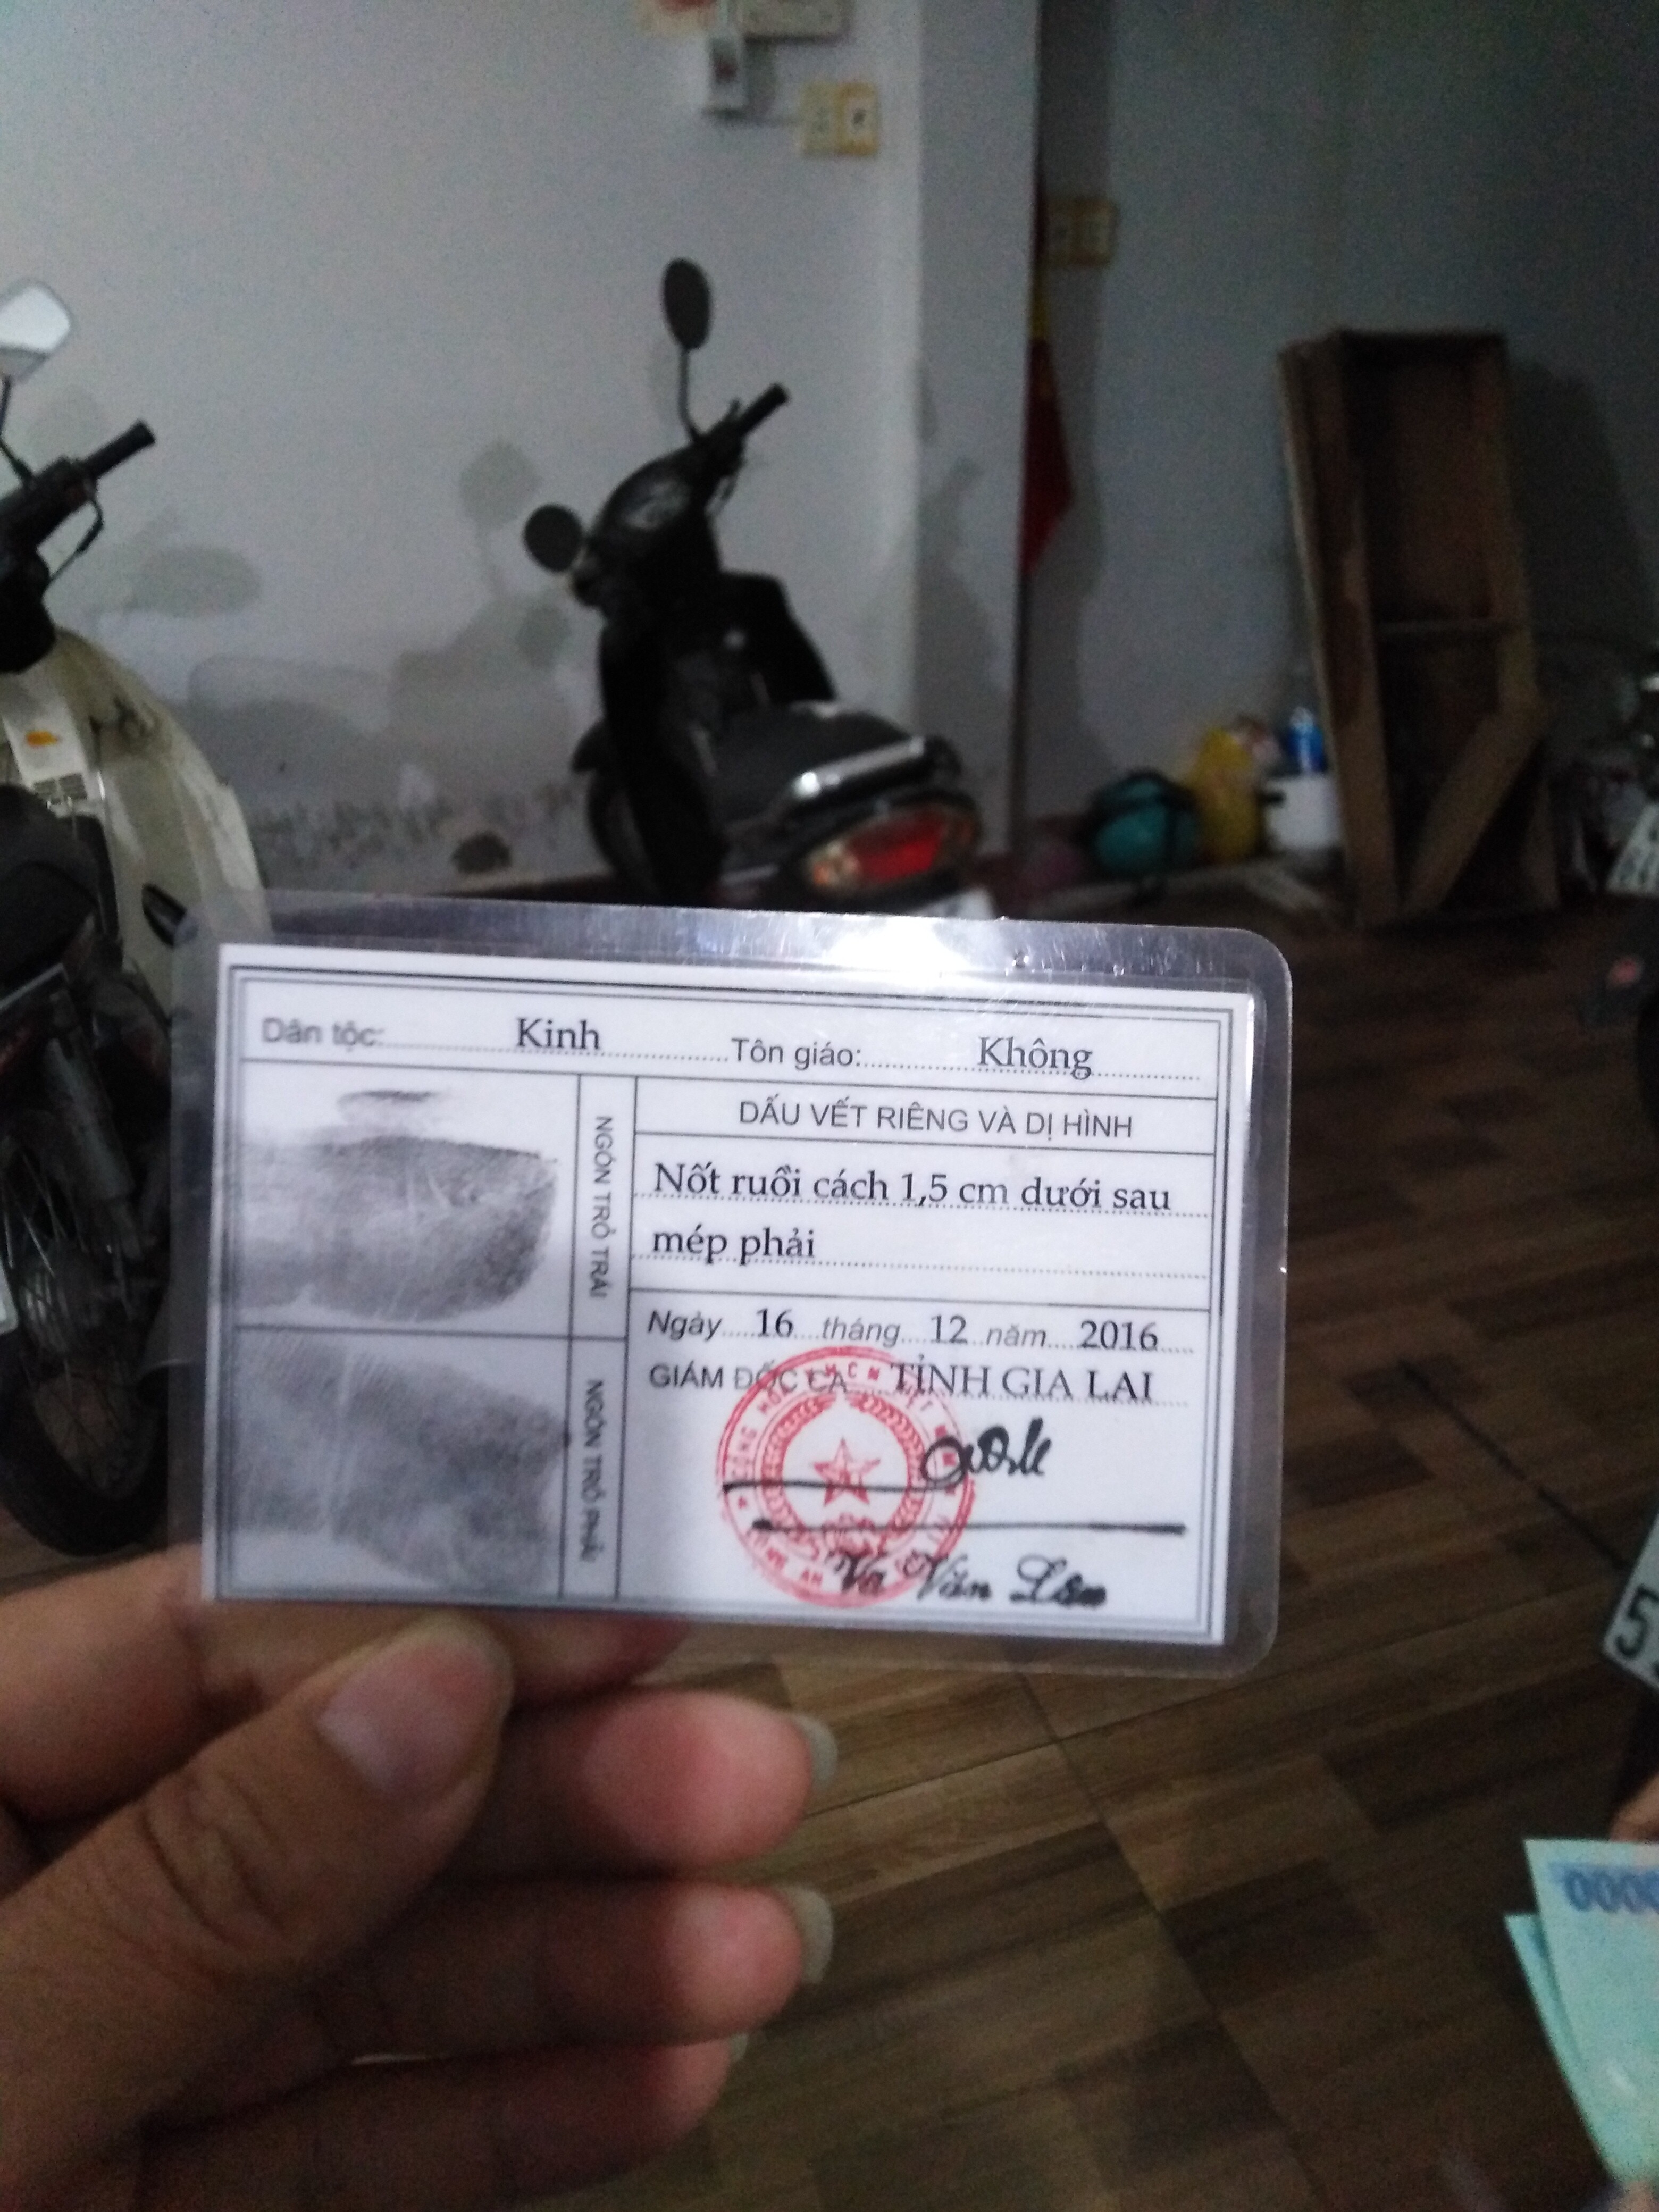 Dân tộc: Kinh Tôn giáo: Không
DẤU VẾT RIÊNG VÀ DỊ HÌNH
NGÓN TRỎ TRÁI
Nốt ruồi cách 1,5 cm dưới sau
mép phải
Ngày 16 tháng 12 năm 2016
GIÁM ĐỐC CA TỈNH GIA LAI
NGÓN TRỎ PHẢI
Văn